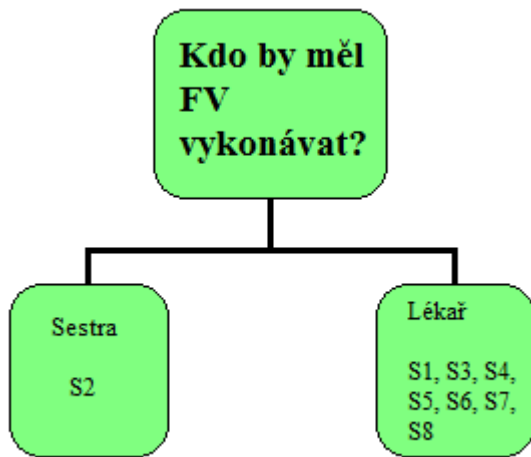 Kdo by měl
FV
vykonávat?
Sestra
S2
Lékař
S1, S3, S4,
S5, S6, S7,
S8